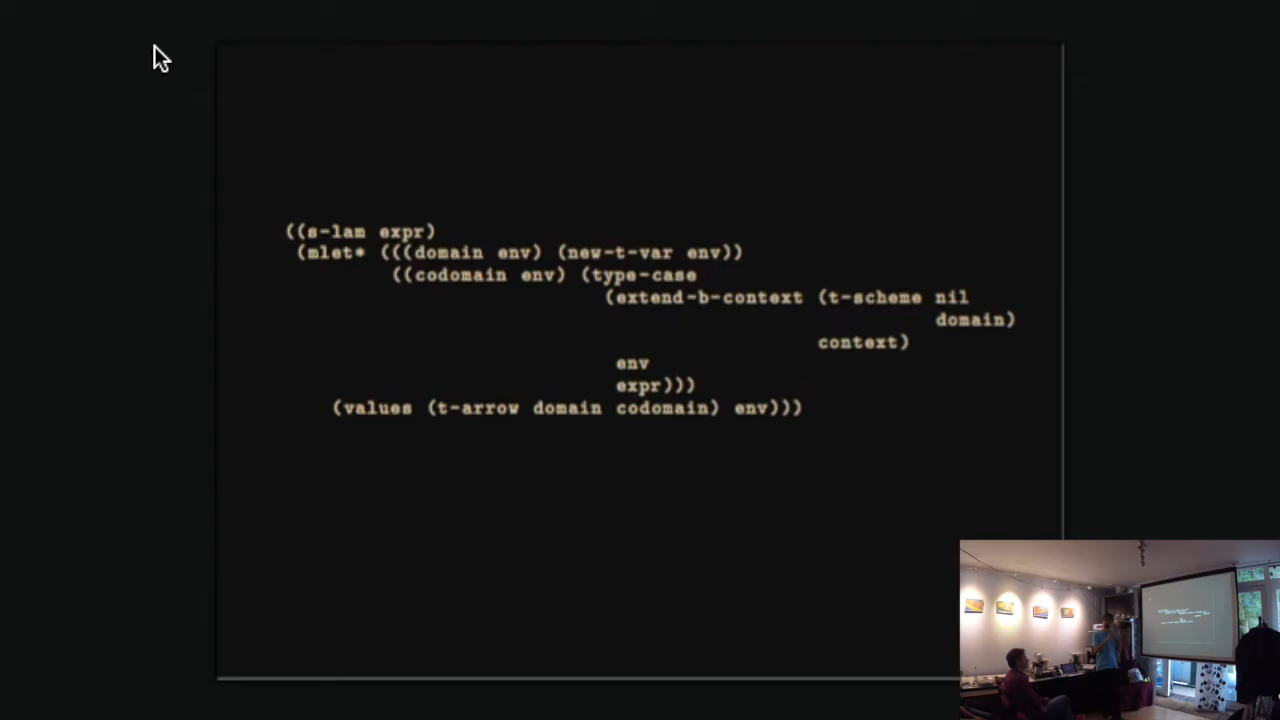 ((s-lam expr)
(mlet* (((domain env) (new-t-var env))
((codomain env) (type-case
(extend-b-context (t-scheme nil
domain)
context)
env
expr)))
(values (t-arrow domain codomain) env)))